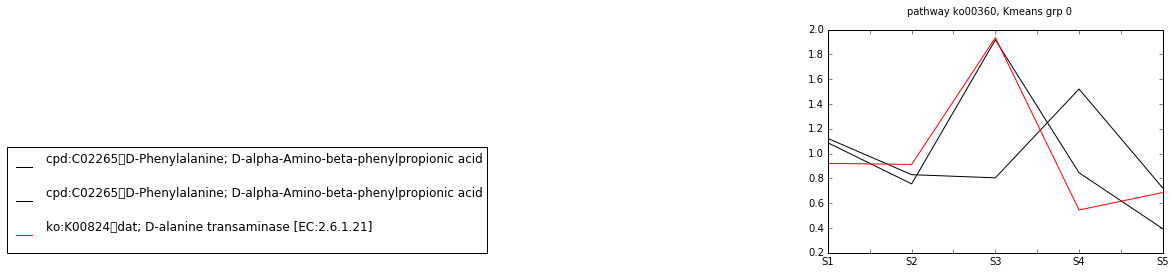 pathway ko00360, Kmeans grp 0
2.0
1.8
1.6
1.4
1.2
1.0
0.8
0.6
0.4
0.2
S1 S2 S3 S4 S5
cpd:C02265▯D-Phenylalanine; D-alpha-Amino-beta-phenylpropionic acid
cpd:C02265▯D-Phenylalanine; D-alpha-Amino-beta-phenylpropionic acid
ko:K00824▯dat; D-alanine transaminase [EC:2.6.1.21]